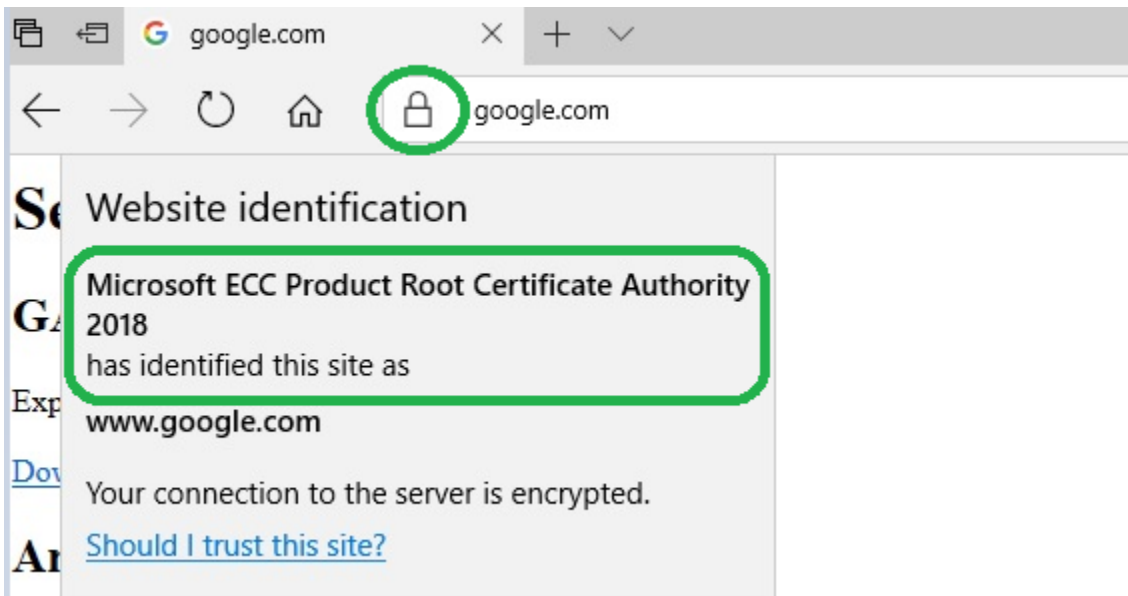 google.com
google.com
Website identification
Microsoft ECC Product Root Certificate Authority
2018
has identified this site as
www.google.com
Your connection to the server is encrypted.
Should I trust this site?